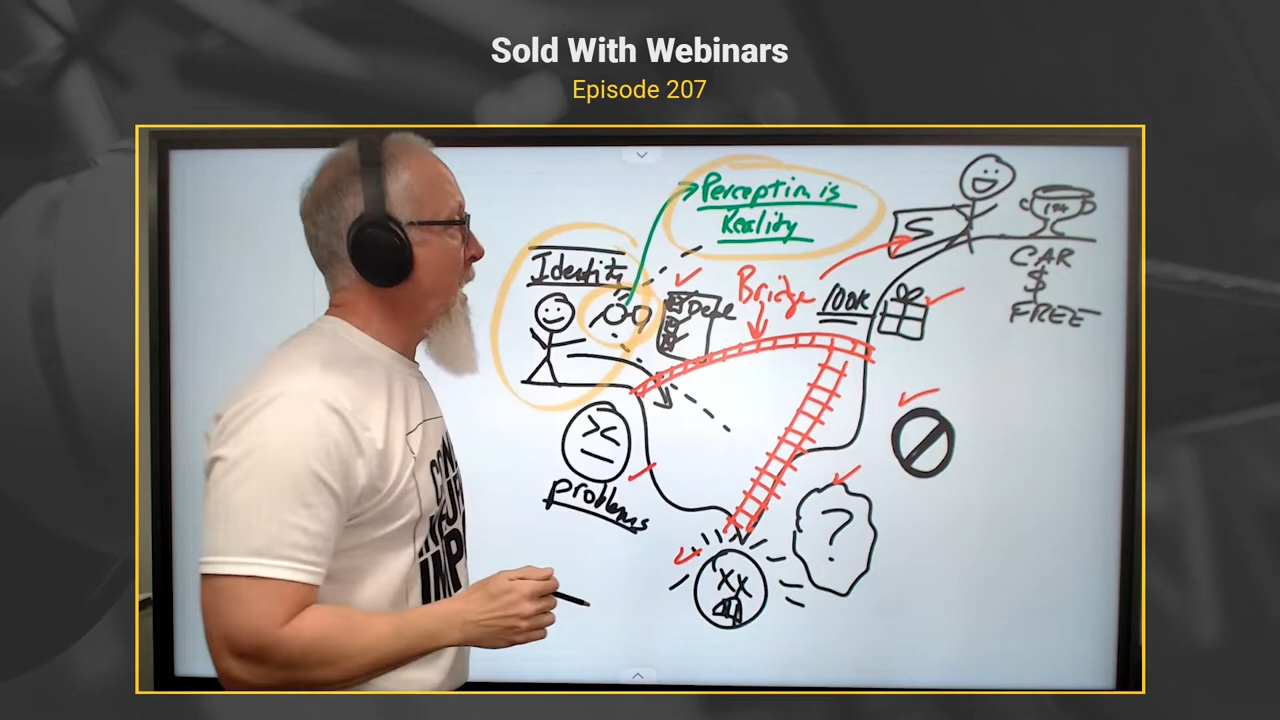 Sold With Webinars
Episode 207
Perception is
Reality
Identity
Bridge
100K
S
CAR
$
FREE
problems
?